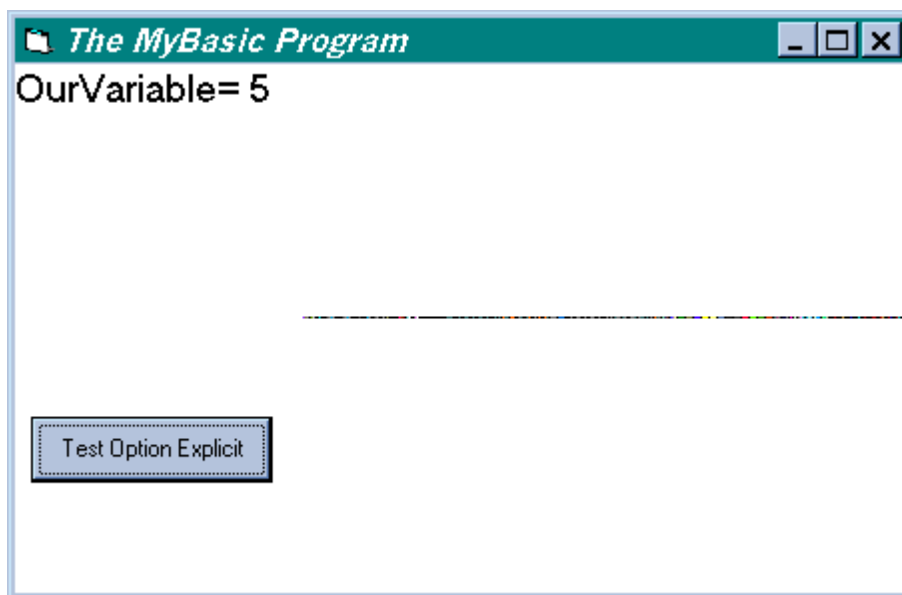 The MyBasic Program
OurVariable= 5
Test Option Explicit